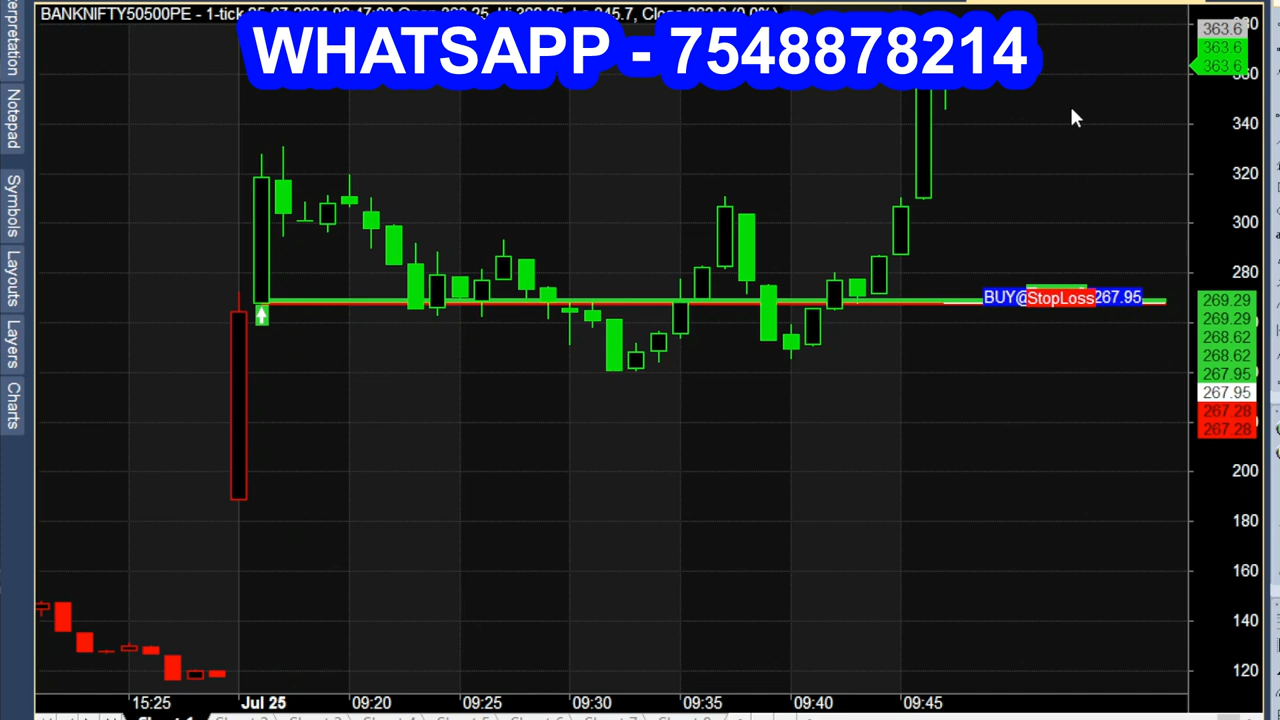 BANKNIFTY50500PE - 1-tick
WHATSAPP - 7548878214
Interpretation
Notepad
Symbols
Layouts
Layers
Charts
363.6
363.6
363.6
340
320
300
280
BUY@StopLoss267.95
269.29
269.29
268.62
268.62
267.95
267.95
267.28
267.28
200
180
160
140
120
15:25
Jul 25
09:20
09:25
09:30
09:35
09:40
09:45